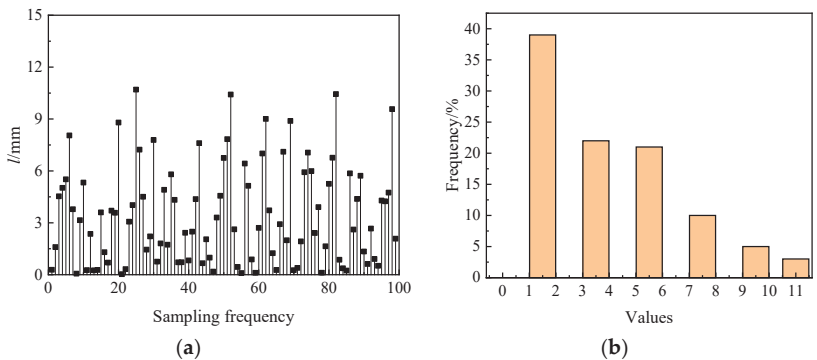 15
12
9
6
3
0
l/mm
0 20 40 60 80 100
Sampling frequency
(a)
40
35
30
25
20
15
10
5
0
Frequency/%
0 1 2 3 4 5 6 7 8 9 10 11
Values
(b)